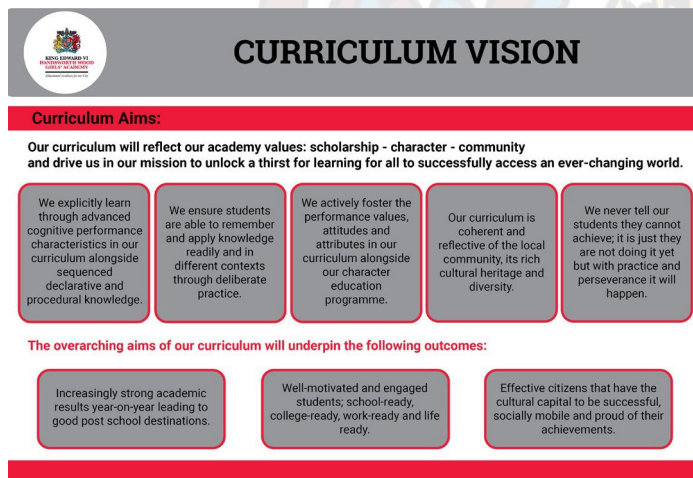 KING EDWARD VI
HANDSWORTH WOOD
GIRLS' ACADEMY
CURRICULUM VISION
Curriculum Aims:
Our curriculum will reflect our academy values: scholarship - character - community
and drive us in our mission to unlock a thirst for learning for all to successfully access an ever-changing world.
We explicitly learn
through advanced
cognitive performance
characteristics in our
curriculum alongside
sequenced
declarative and
procedural knowledge.
We ensure students
are able to remember
and apply knowledge
readily and in
different contexts
through deliberate
practice.
We actively foster the
performance values,
attitudes and
attributes in our
curriculum alongside
our character
education
programme.
Our curriculum is
coherent and
reflective of the local
community, its rich
cultural heritage and
diversity.
We never tell our
students they cannot
achieve; it is just they
are not doing it yet
but with practice and
perseverance it will
happen.
The overarching aims of our curriculum will underpin the following outcomes:
Increasingly strong academic
results year-on-year leading to
good post school destinations.
Well-motivated and engaged
students; school-ready,
college-ready, work-ready and life
ready.
Effective citizens that have the
cultural capital to be successful,
socially mobile and proud of their
achievements.